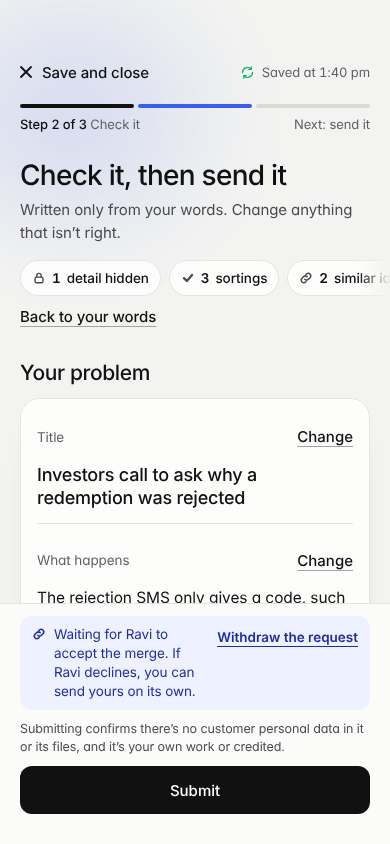 Save and close
Saved at 1:40 pm
Step 2 of 3 Check it
Next: send it
Check it, then send it
Written only from your words. Change anything
that isn’t right.
1 detail hidden
3 sortings
2 similar
Back to your words
Your problem
Title
Change
Investors call to ask why a
redemption was rejected
What happens
Change
The rejection SMS only gives a code, such
Waiting for Ravi to
accept the merge. If
Ravi declines, you can
send yours on its own.
Withdraw the request
Submitting confirms there’s no customer personal data in it
or its files, and it’s your own work or credited.
Submit